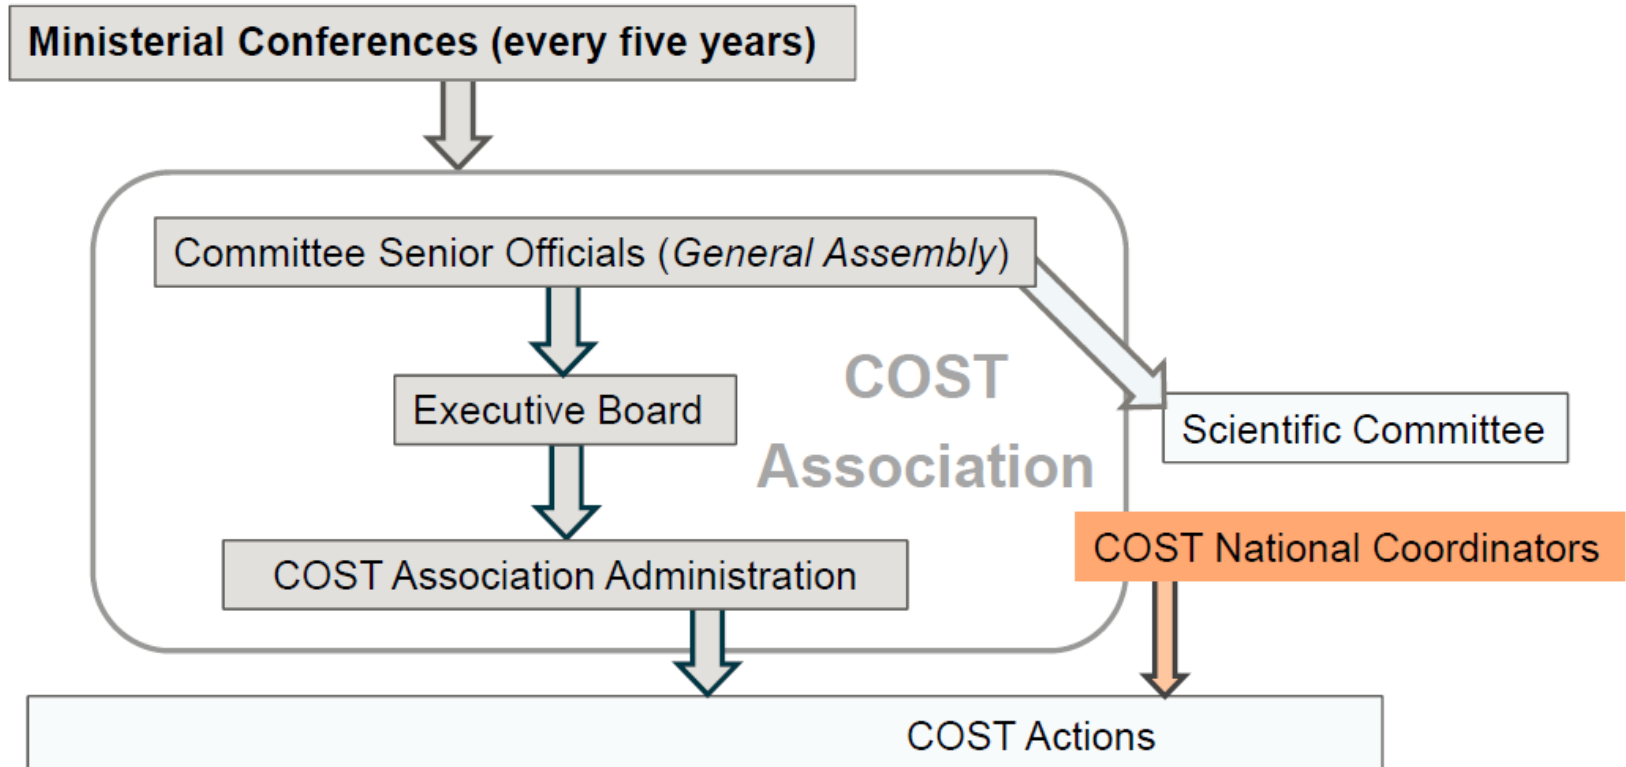 Ministerial Conferences (every five years)
Committee Senior Officials (General Assembly)
Executive Board
COST
Association
Scientific Committee
COST National Coordinators
COST Association Administration
COST Actions